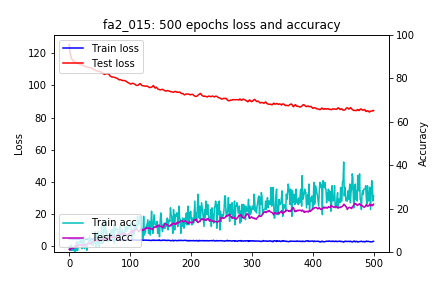 fa2_015: 500 epochs loss and accuracy
Train loss
Test loss
Train acc
Test acc
Loss
Accuracy
120
100
80
60
40
20
0
100
80
60
40
20
0
0
100
200
300
400
500